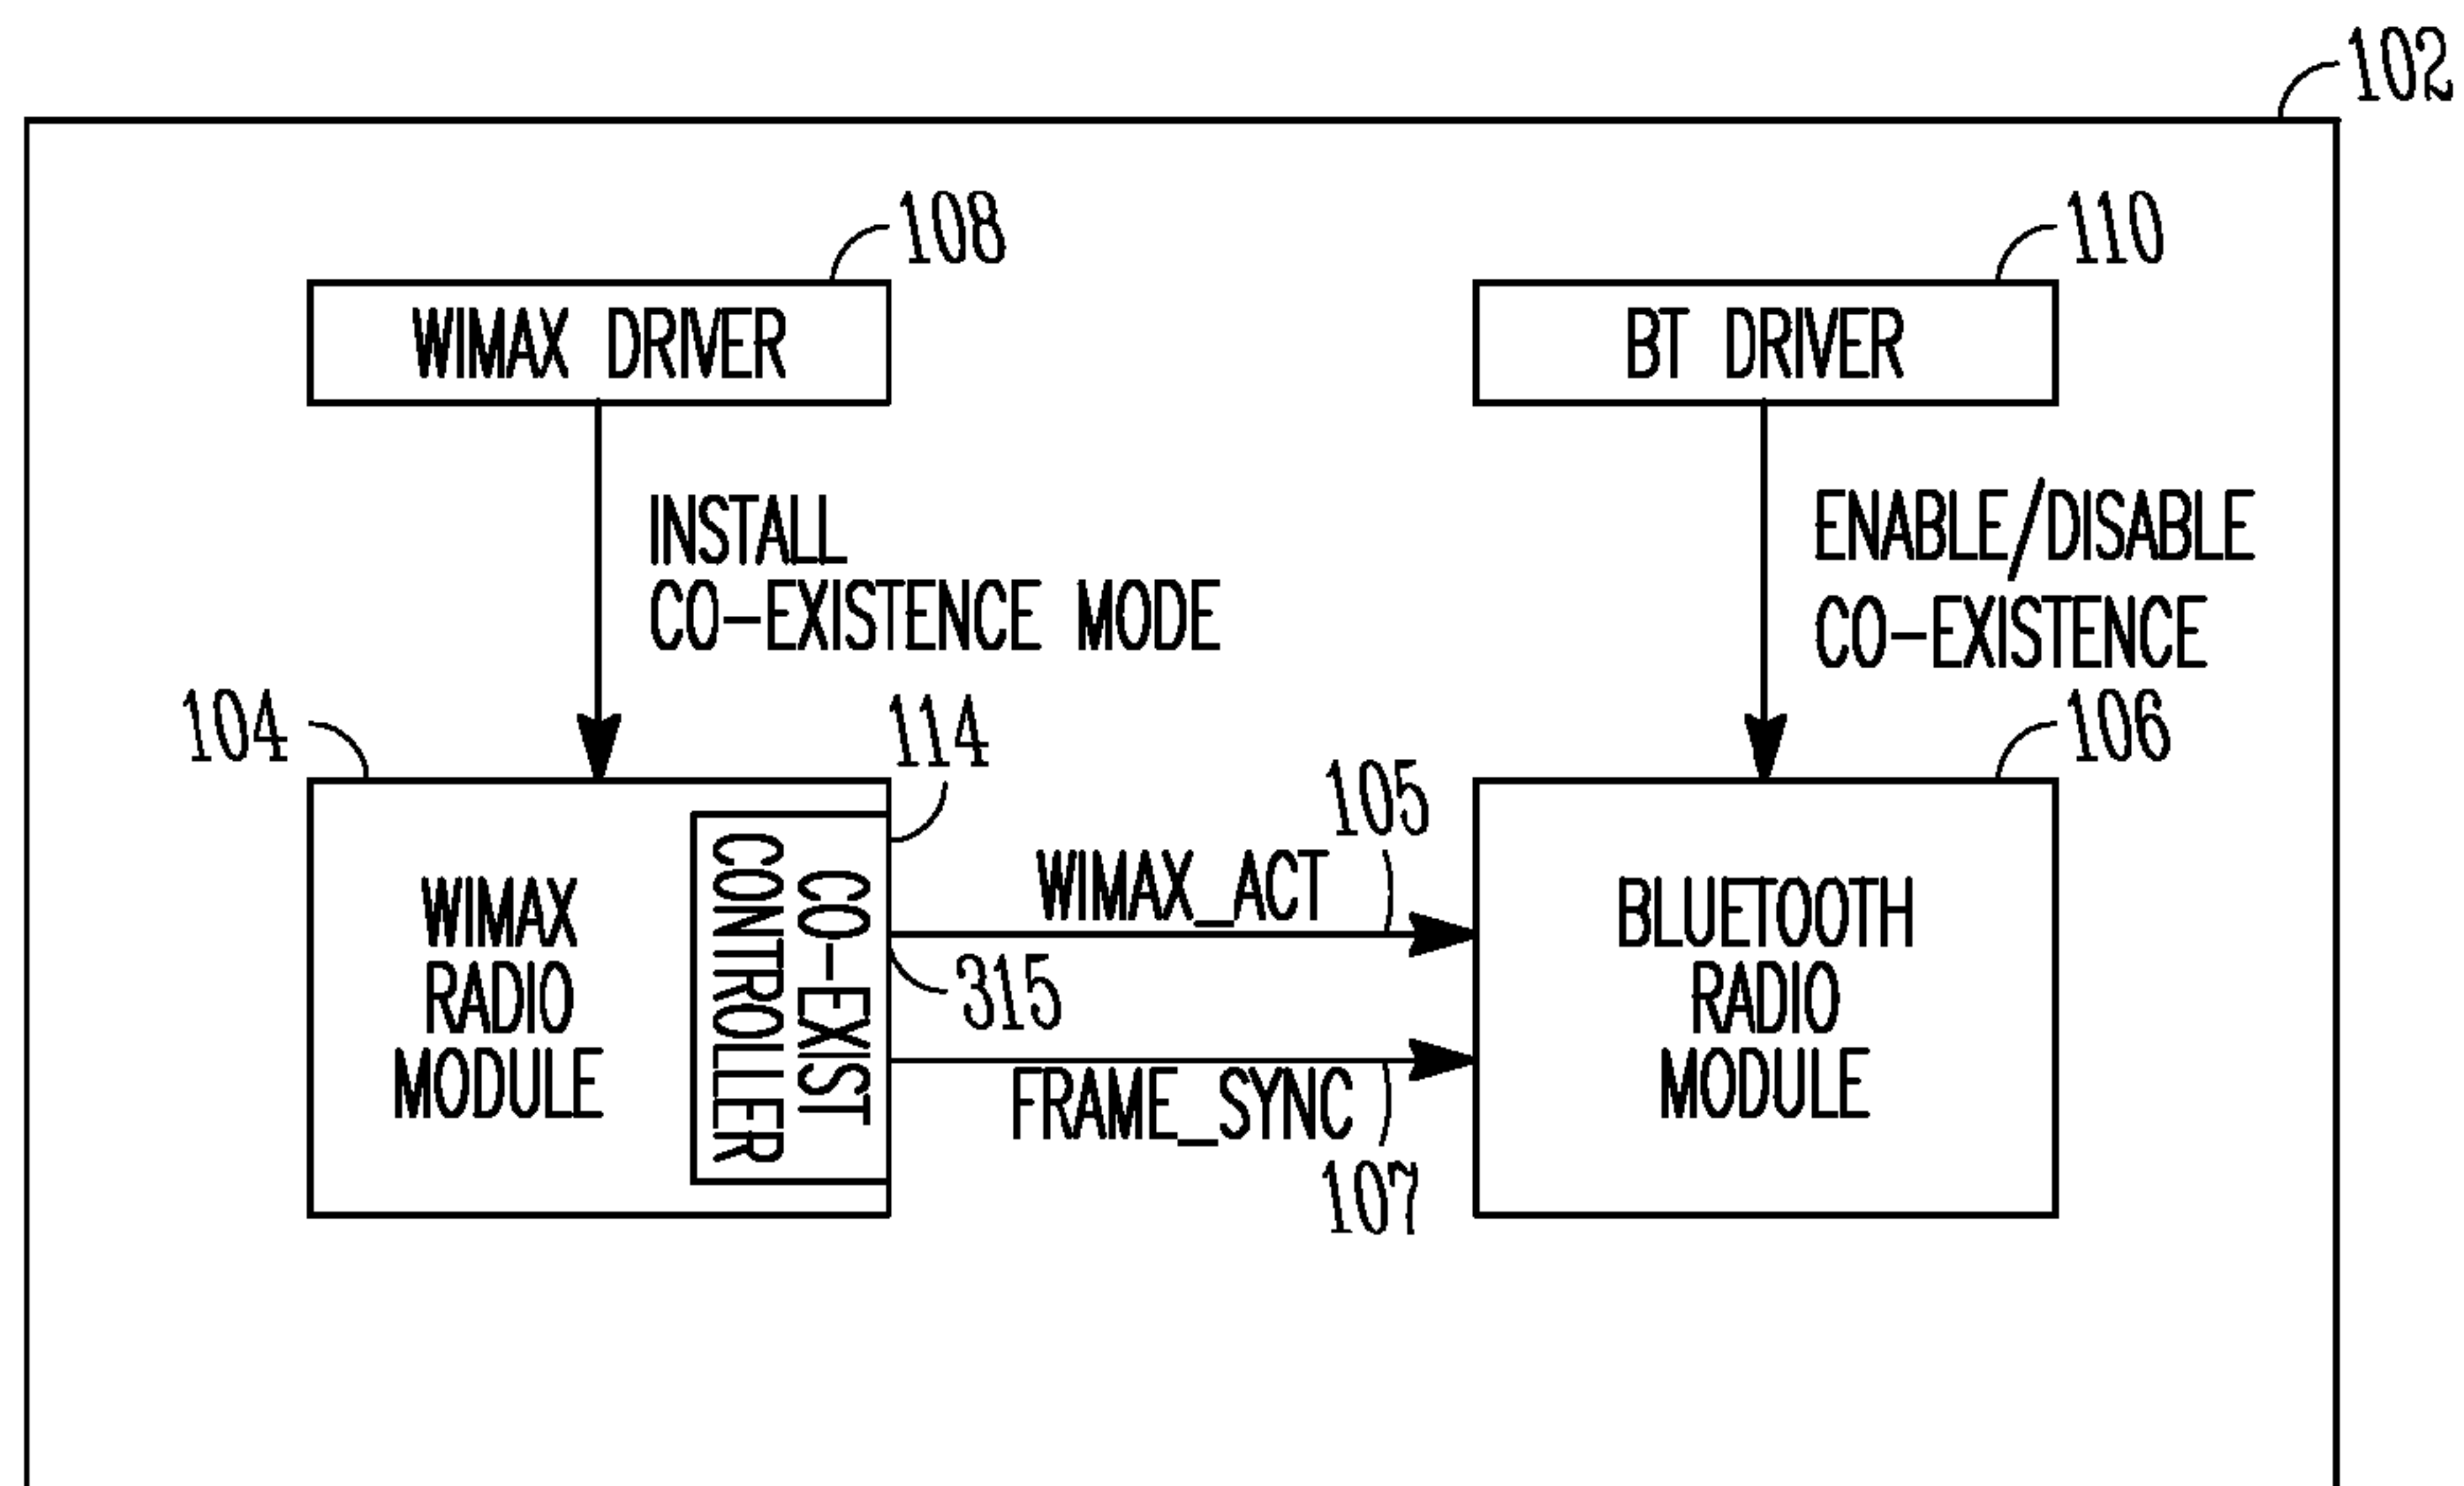 102
108
WIMAX DRIVER
110
BT DRIVER
INSTALL
CO-EXISTENCE MODE
ENABLE/DISABLE
CO-EXISTENCE
104
114
106
WIMAX
RADIO
MODULE
CO-EXIST
CONTROLLER
105
WIMAX_ACT
315
FRAME_SYNC
107
BLUETOOTH
RADIO
MODULE